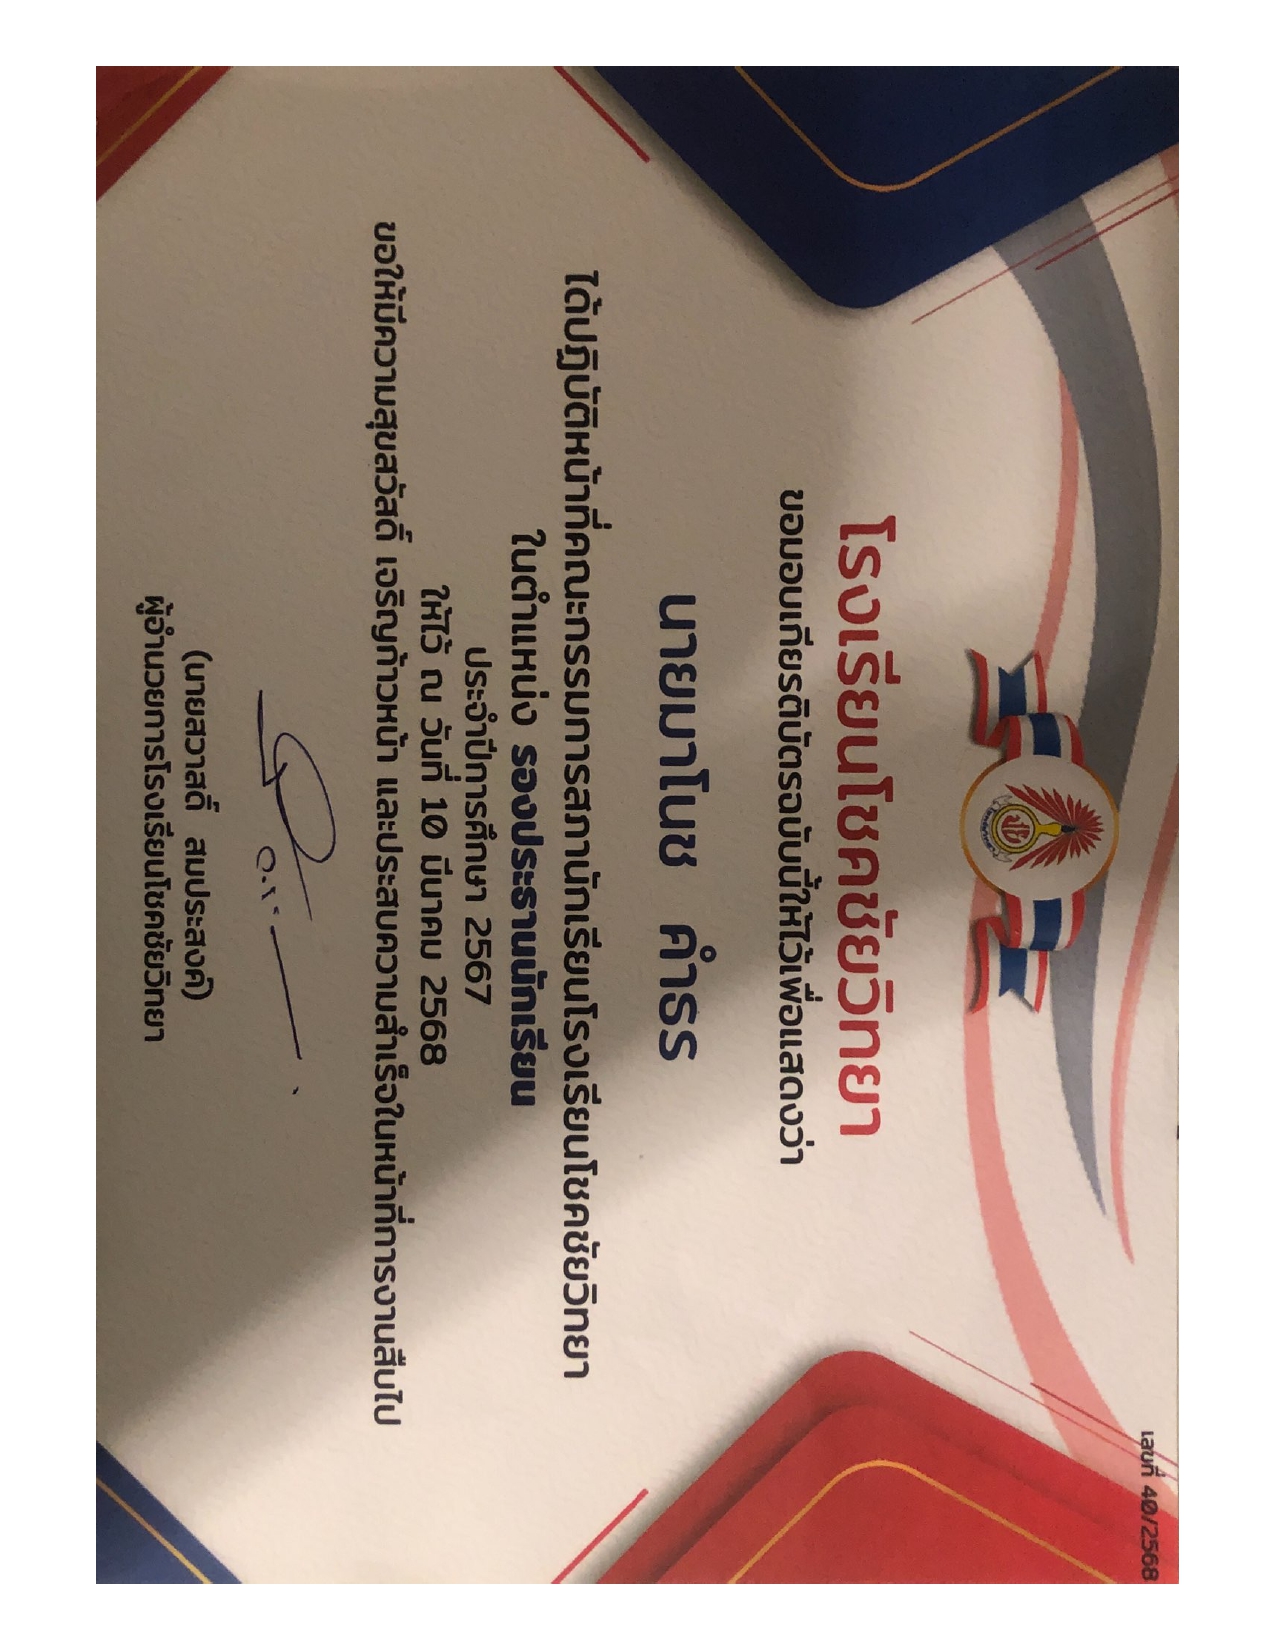 เลขที่ 40/2568
โรงเรียนโชคชัยวิทยา
ขอมอบเกียรติบัตรฉบับนี้ให้ไว้เพื่อแสดงว่า
นายมาโนช คำรร
ได้ปฏิบัติหน้าที่คณะกรรมการสภานักเรียนโรงเรียนโชคชัยวิทยา
ในตำแหน่ง รองประธานนักเรียน
ประจำปีการศึกษา 2567
ให้ไว้ ณ วันที่ 10 มีนาคม 2568
ขอให้มีความสุขสวัสดิ์ เจริญก้าวหน้า และประสบความสำเร็จในหน้าที่การงานสืบไป
(นายสวาสดิ์ สมประสงค์)
ผู้อำนวยการโรงเรียนโชคชัยวิทยา